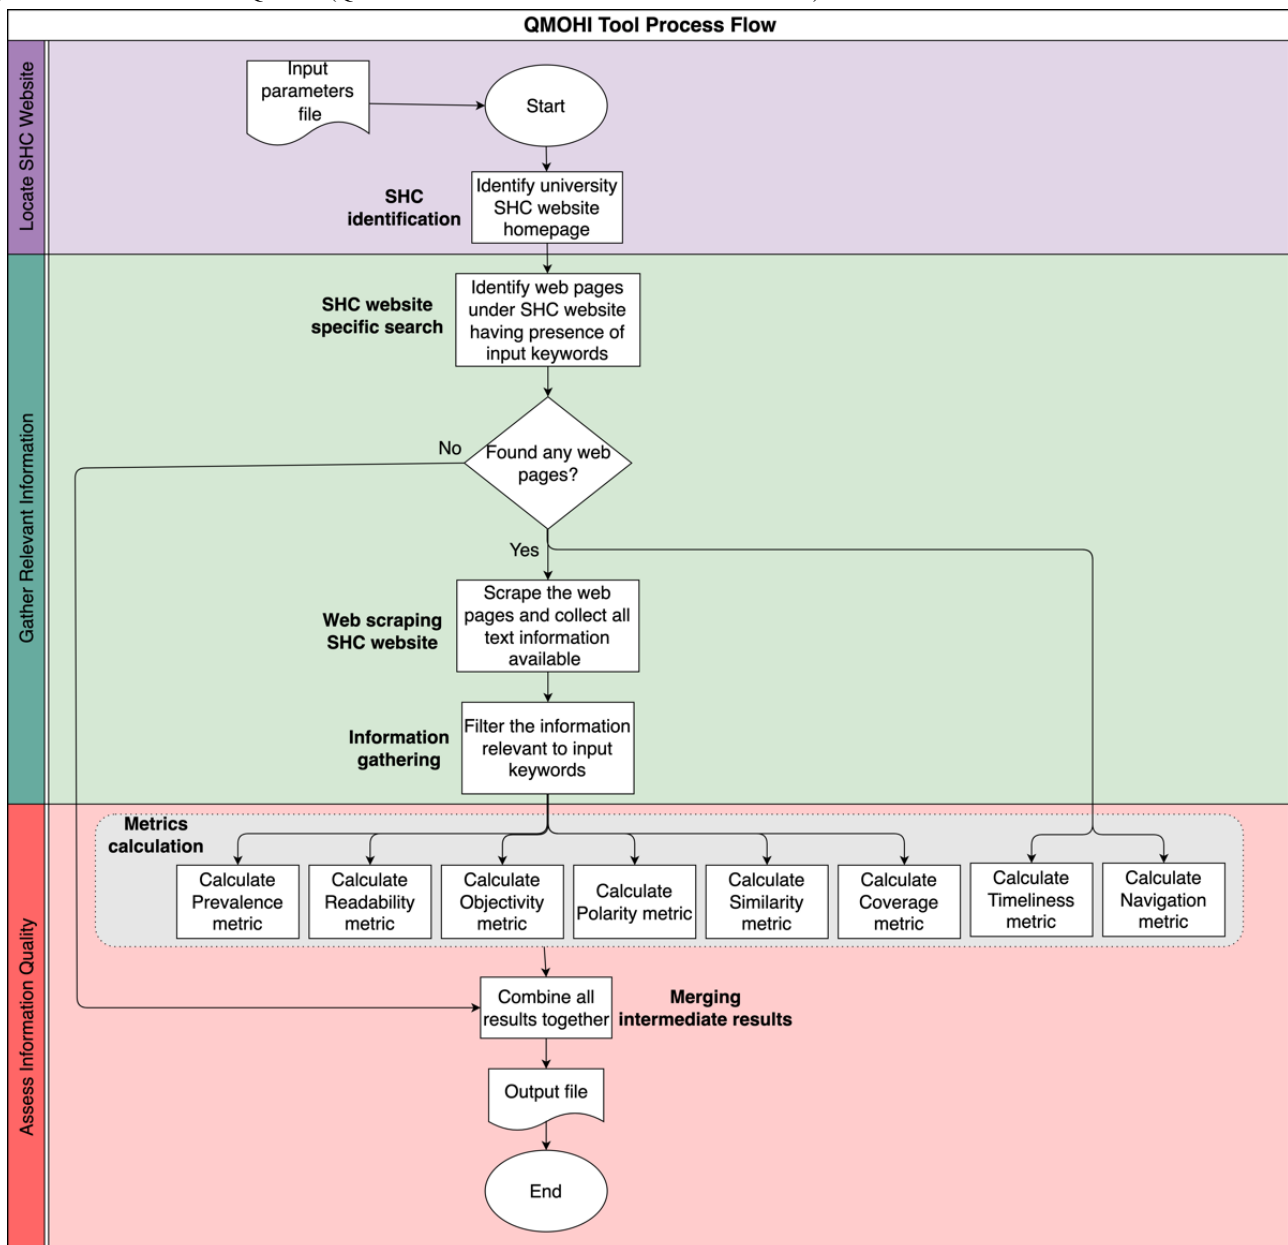 QMOHI Tool Process Flow
Locate SHC Website
Input
parameters
file
Start
SHC
identification
Identify university
SHC website
homepage
Gather Relevant Information
SHC website
specific search
Identify web pages
under SHC website
having presence of
input keywords
No
Found any web
pages?
Yes
Web scraping
SHC website
Scrape the web
pages and collect all
text information
available
Information
gathering
Filter the information
relevant to input
keywords
Assess Information Quality
Metrics
calculation
Calculate
Prevalence
metric
Calculate
Readability
metric
Calculate
Objectivity
metric
Calculate
Polarity metric
Calculate
Similarity
metric
Calculate
Coverage
metric
Calculate
Timeliness
metric
Calculate
Navigation
metric
Combine all
results together
Merging
intermediate results
Output file
End